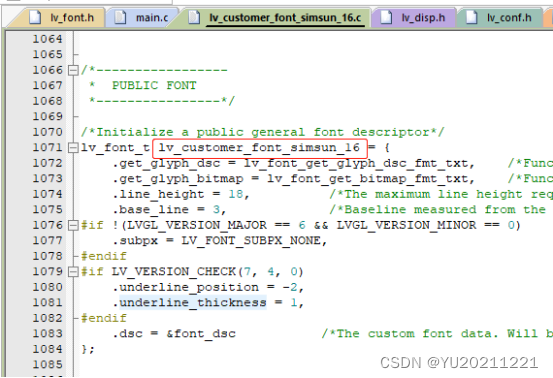 lv_font.h main.c lv_customer_font_simsun_16.c lv_disp.h lv_conf.h
1064
1065
1066 /*-----------------
1067 * PUBLIC FONT
1068 *----------------*/
1069
1070 /*Initialize a public general font descriptor*/
1071 lv_font_t lv_customer_font_simsun_16 = {
1072 .get_glyph_dsc = lv_font_get_glyph_dsc_fmt_txt, /*Func
1073 .get_glyph_bitmap = lv_font_get_bitmap_fmt_txt, /*Func
1074 .line_height = 18, /*The maximum line height req
1075 .base_line = 3, /*Baseline measured from the
1076 #if !(LVGL_VERSION_MAJOR == 6 && LVGL_VERSION_MINOR == 0)
1077 .subpx = LV_FONT_SUBPX_NONE,
1078 #endif
1079 #if LV_VERSION_CHECK(7, 4, 0)
1080 .underline_position = -2,
1081 .underline_thickness = 1,
1082 #endif
1083 .dsc = &font_dsc /*The custom font data. Will b
1084 };
1085
CSDN @YU20211221